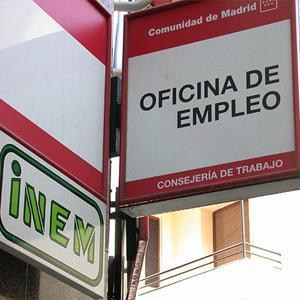 Comunidad de Madrid
OFICINA DE
EMPLEO
CONSEJERÍA DE TRABAJO
iNEM